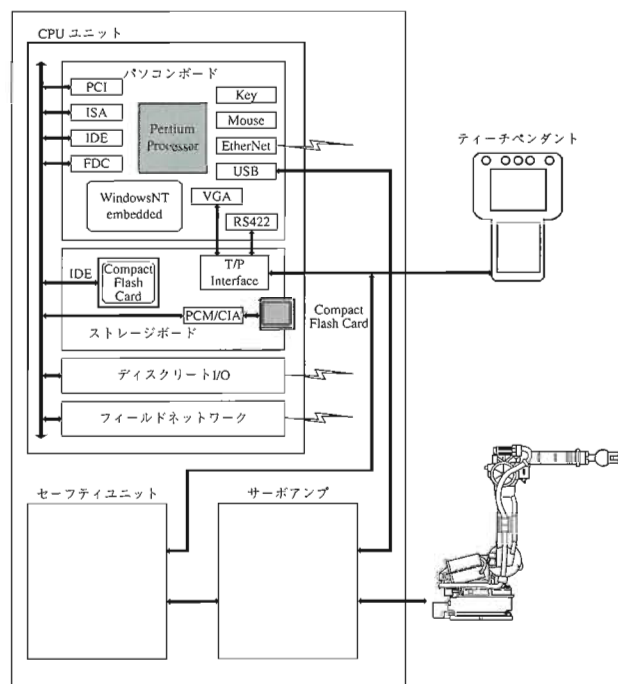 CPU ユニット
パソコンボード
PCI
ISA
IDE
FDC
Pentium
Processor
Key
Mouse
EtherNet
USB
WindowsNT
embedded
VGA
RS422
ティーチペンダント
IDE
Compact
Flash
Card
T/P
Interface
PCM/CIA
Compact
Flash Card
ストレージボード
ディスクリートI/O
フィールドネットワーク
セーフティユニット
サーボアンプ